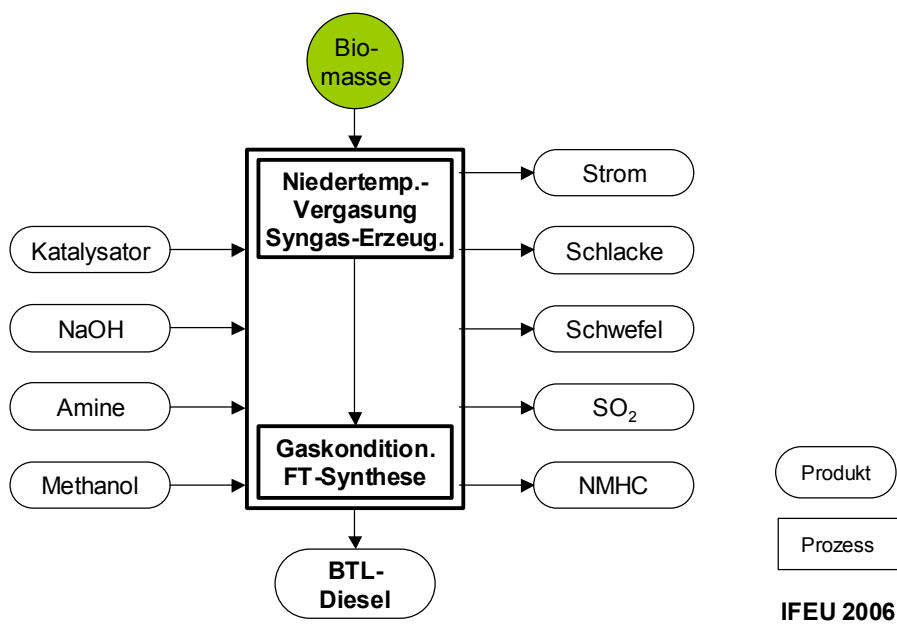 Bio-
masse
Niedertemp.-
Vergasung
Syngas-Erzeug.
Strom
Katalysator
Schlacke
NaOH
Schwefel
Amine
SO₂
Gaskondition.
FT-Synthese
Methanol
NMHC
Produkt
Prozess
BTL-
Diesel
IFEU 2006